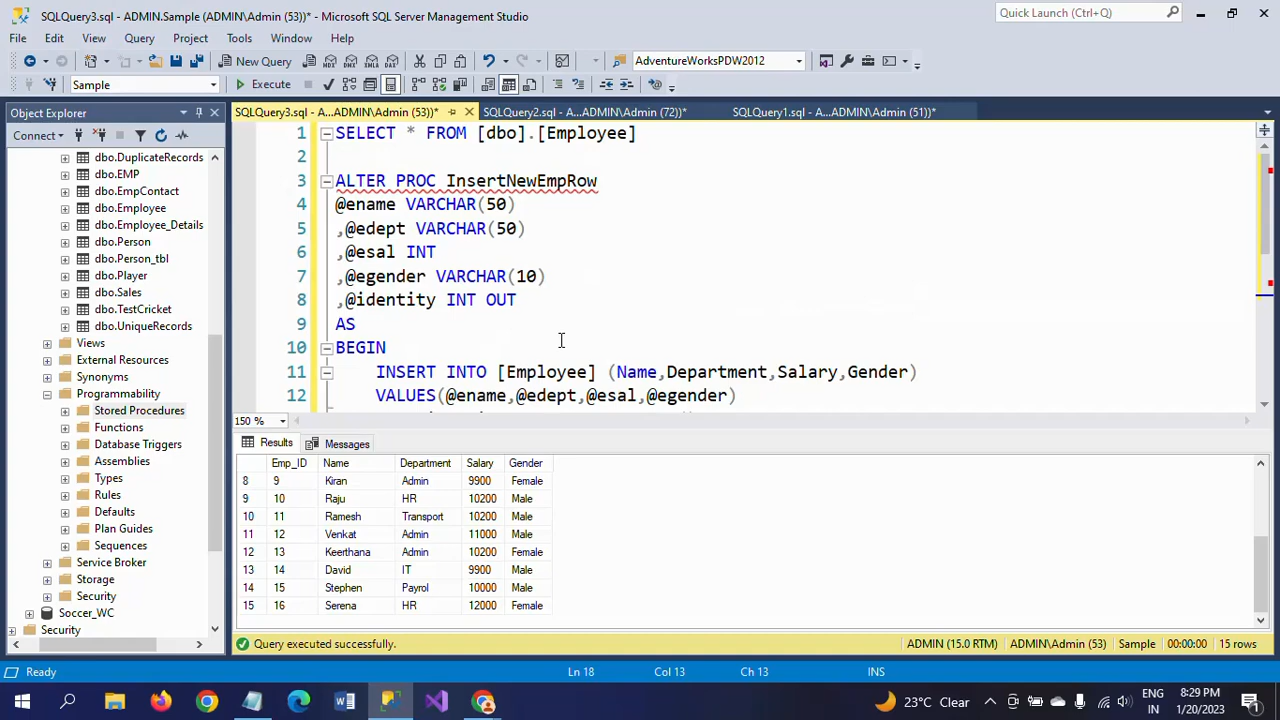 SQLQuery3.sql - ADMIN.Sample (ADMIN\Admin (53))* - Microsoft SQL Server Management Studio
Quick Launch (Ctrl+Q)
File Edit View Query Project Tools Window Help
New Query
MDX DMX XMLA DAX
AdventureWorksPDW2012
Sample
Execute
Object Explorer
SQLQuery3.sql - A...ADMIN\Admin (53))*
SQLQuery2.sql - A...ADMIN\Admin (72))*
SQLQuery1.sql - A...ADMIN\Admin (51))*
Connect
dbo.DuplicateRecords
dbo.EMP
dbo.EmpContact
dbo.Employee
dbo.Employee_Details
dbo.Person
dbo.Person_tbl
dbo.Player
dbo.Sales
dbo.TestCricket
dbo.UniqueRecords
Views
External Resources
Synonyms
Programmability
Stored Procedures
Functions
Database Triggers
Assemblies
Types
Rules
Defaults
Plan Guides
Sequences
Service Broker
Storage
Security
Soccer_WC
Security
1 SELECT * FROM [dbo].[Employee]
2
3 ALTER PROC InsertNewEmpRow
4 @ename VARCHAR(50)
5 ,@edept VARCHAR(50)
6 ,@esal INT
7 ,@egender VARCHAR(10)
8 ,@identity INT OUT
9 AS
10 BEGIN
11 INSERT INTO [Employee] (Name,Department,Salary,Gender)
12 VALUES(@ename,@edept,@esal,@egender)
150 %
Results Messages
Emp_ID Name Department Salary Gender
8 9 Kiran Admin 9900 Female
9 10 Raju HR 10200 Male
10 11 Ramesh Transport 10200 Male
11 12 Venkat Admin 11000 Male
12 13 Keerthana Admin 10200 Female
13 14 David IT 9900 Male
14 15 Stephen Payrol 10000 Male
15 16 Serena HR 12000 Female
Query executed successfully.
ADMIN (15.0 RTM) ADMIN\Admin (53) Sample 00:00:00 15 rows
Ready Ln 18 Col 13 Ch 13 INS
23°C Clear
ENG
IN
8:29 PM
1/20/2023
1